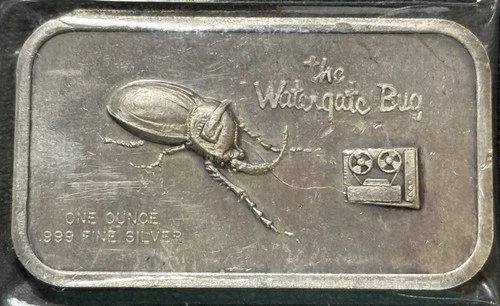 the
Watergate Bug
ONE OUNCE
.999 FINE SILVER